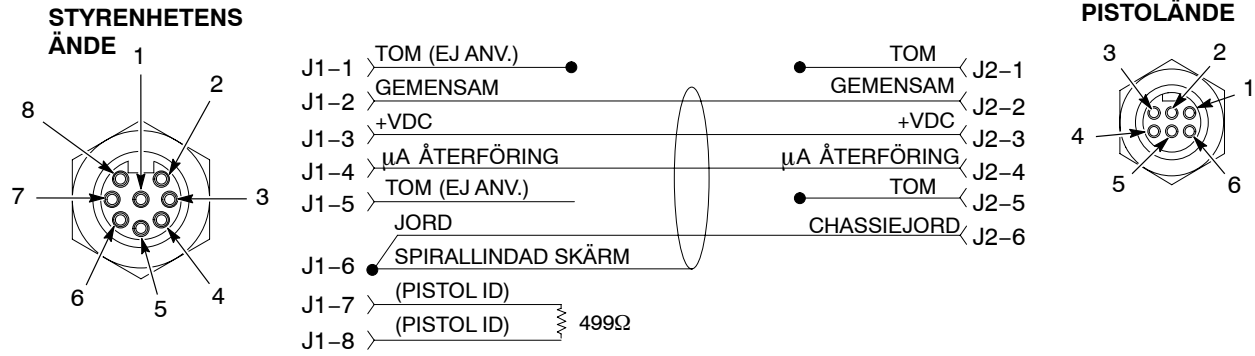 STYRENHETENS
ÄNDE
1
2
8
7
3
6
5
4
J1–1 TOM (EJ ANV.) TOM J2–1
J1–2 GEMENSAM GEMENSAM J2–2
J1–3 +VDC +VDC J2–3
J1–4 μA ÅTERFÖRING μA ÅTERFÖRING J2–4
J1–5 TOM (EJ ANV.) TOM J2–5
JORD CHASSIEJORD J2–6
J1–6 SPIRALLINDAD SKÄRM
J1–7 (PISTOL ID)
499Ω
J1–8 (PISTOL ID)
PISTOLÄNDE
3
2
1
4
5
6